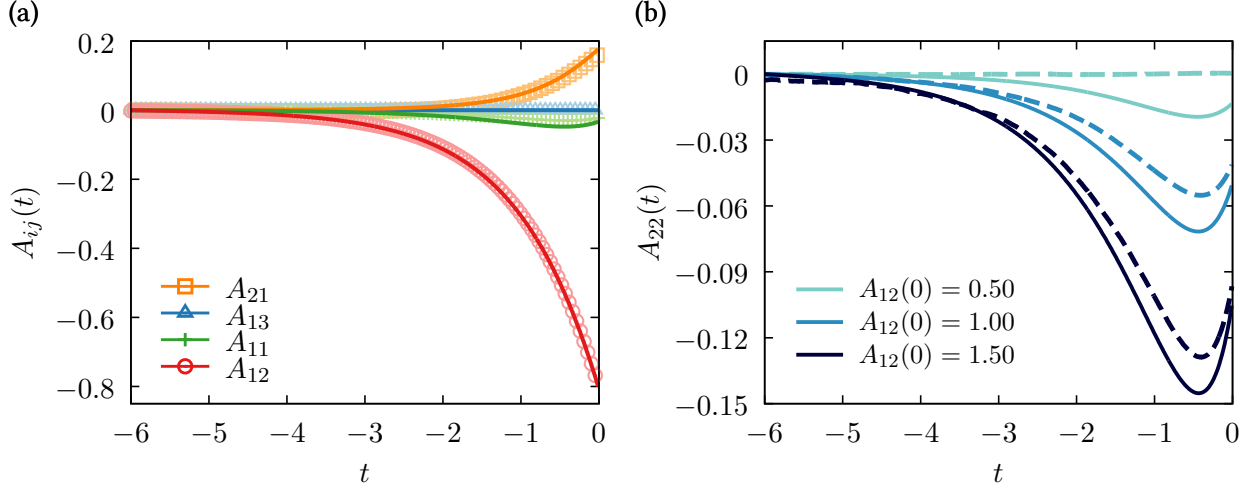 (a)
0.2
0
−0.2
−0.4
−0.6
−0.8
A_{ij}(t)
A_{21}
A_{13}
A_{11}
A_{12}
−6 −5 −4 −3 −2 −1 0
t
(b)
0
−0.03
−0.06
−0.09
−0.12
−0.15
A_{22}(t)
A_{12}(0) = 0.50
A_{12}(0) = 1.00
A_{12}(0) = 1.50
−6 −5 −4 −3 −2 −1 0
t